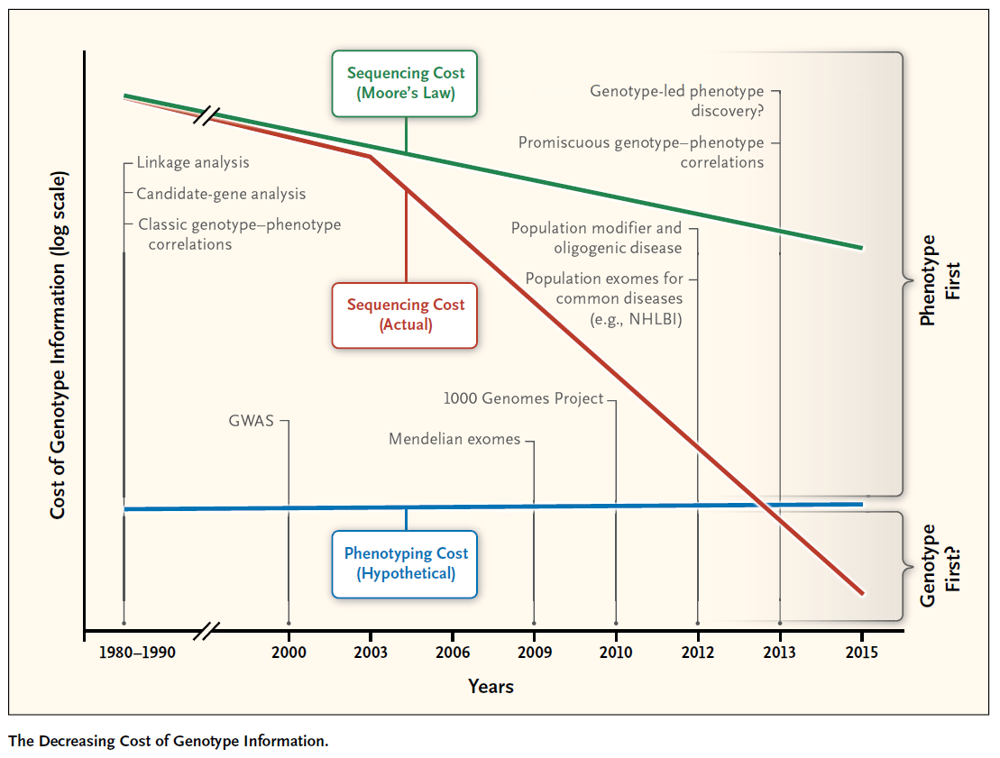 Sequencing Cost
(Moore's Law)
Genotype-led phenotype
discovery?
Promiscuous genotype–phenotype
correlations
Linkage analysis
Candidate-gene analysis
Classic genotype–phenotype
correlations
Population modifier and
oligogenic disease
Population exomes for
common diseases
(e.g., NHLBI)
Sequencing Cost
(Actual)
1000 Genomes Project
GWAS
Mendelian exomes
Phenotyping Cost
(Hypothetical)
Cost of Genotype Information (log scale)
Phenotype
First
Genotype
First?
1980–1990
2000
2003
2006
2009
2010
2012
2013
2015
Years
The Decreasing Cost of Genotype Information.